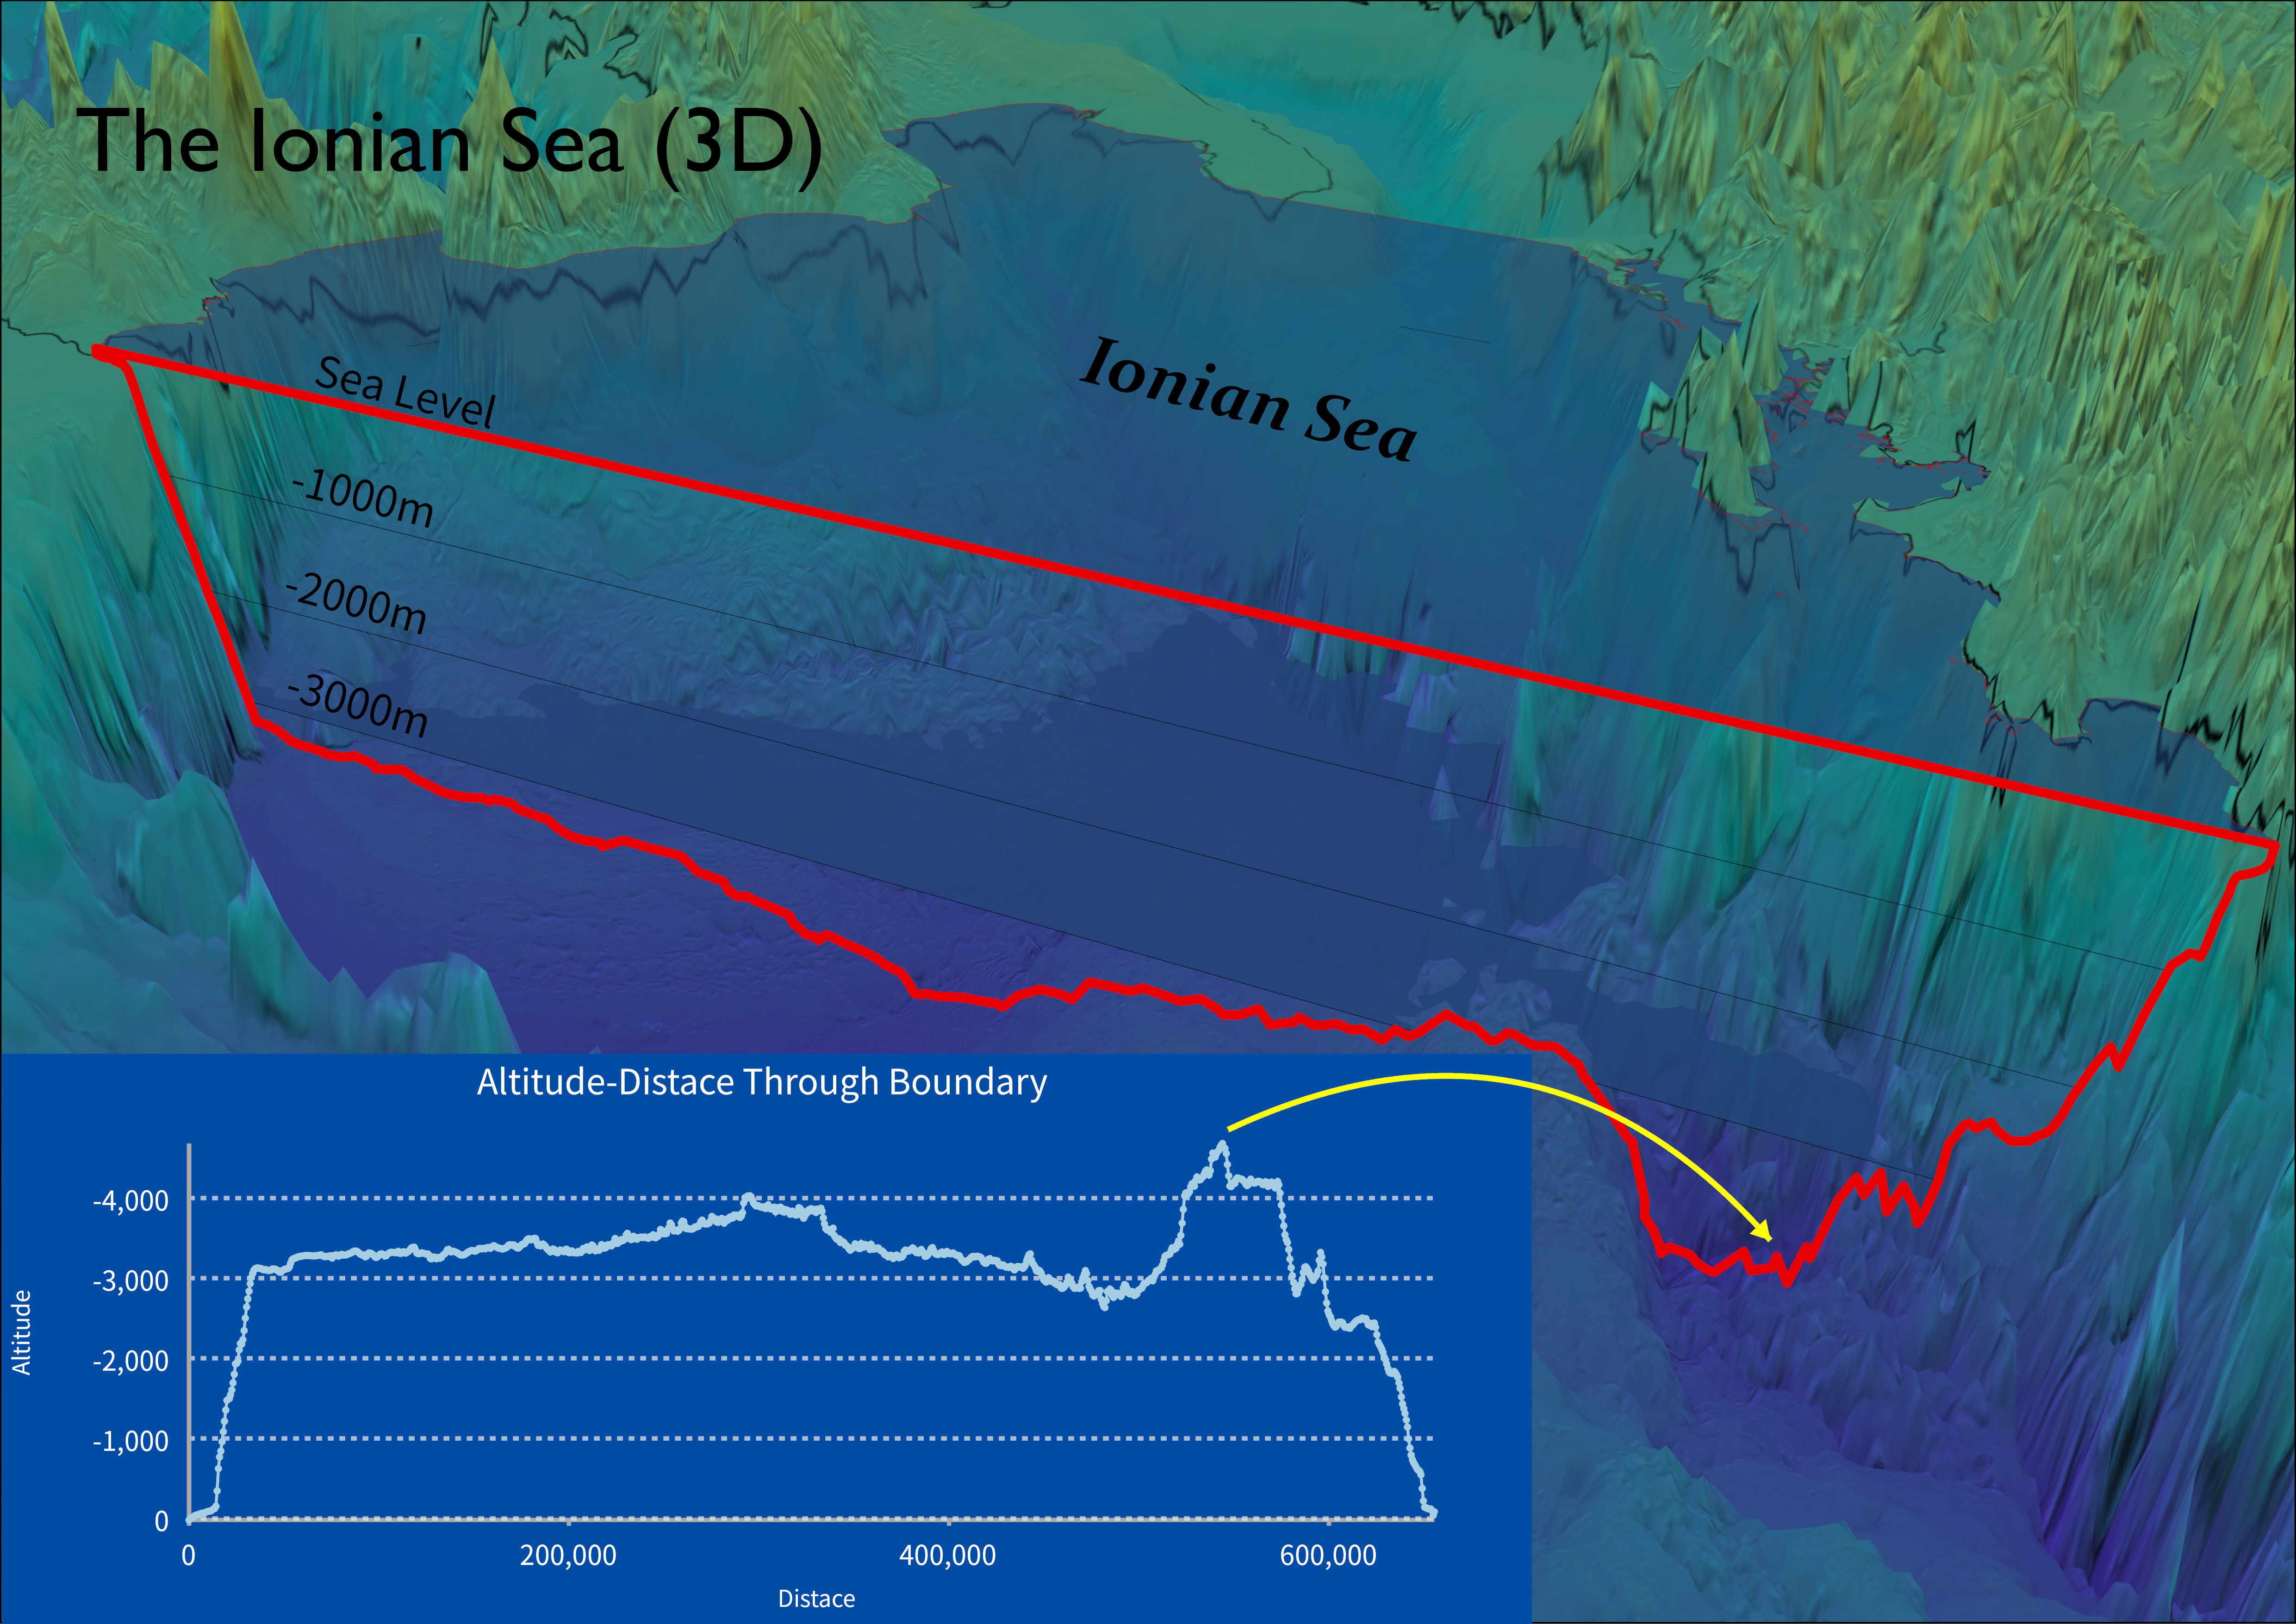 The Ionian Sea (3D)
Ionian Sea
Sea Level
-1000m
-2000m
-3000m
Altitude-Distace Through Boundary
Altitude
-4,000
-3,000
-2,000
-1,000
0
0 200,000 400,000 600,000
Distace